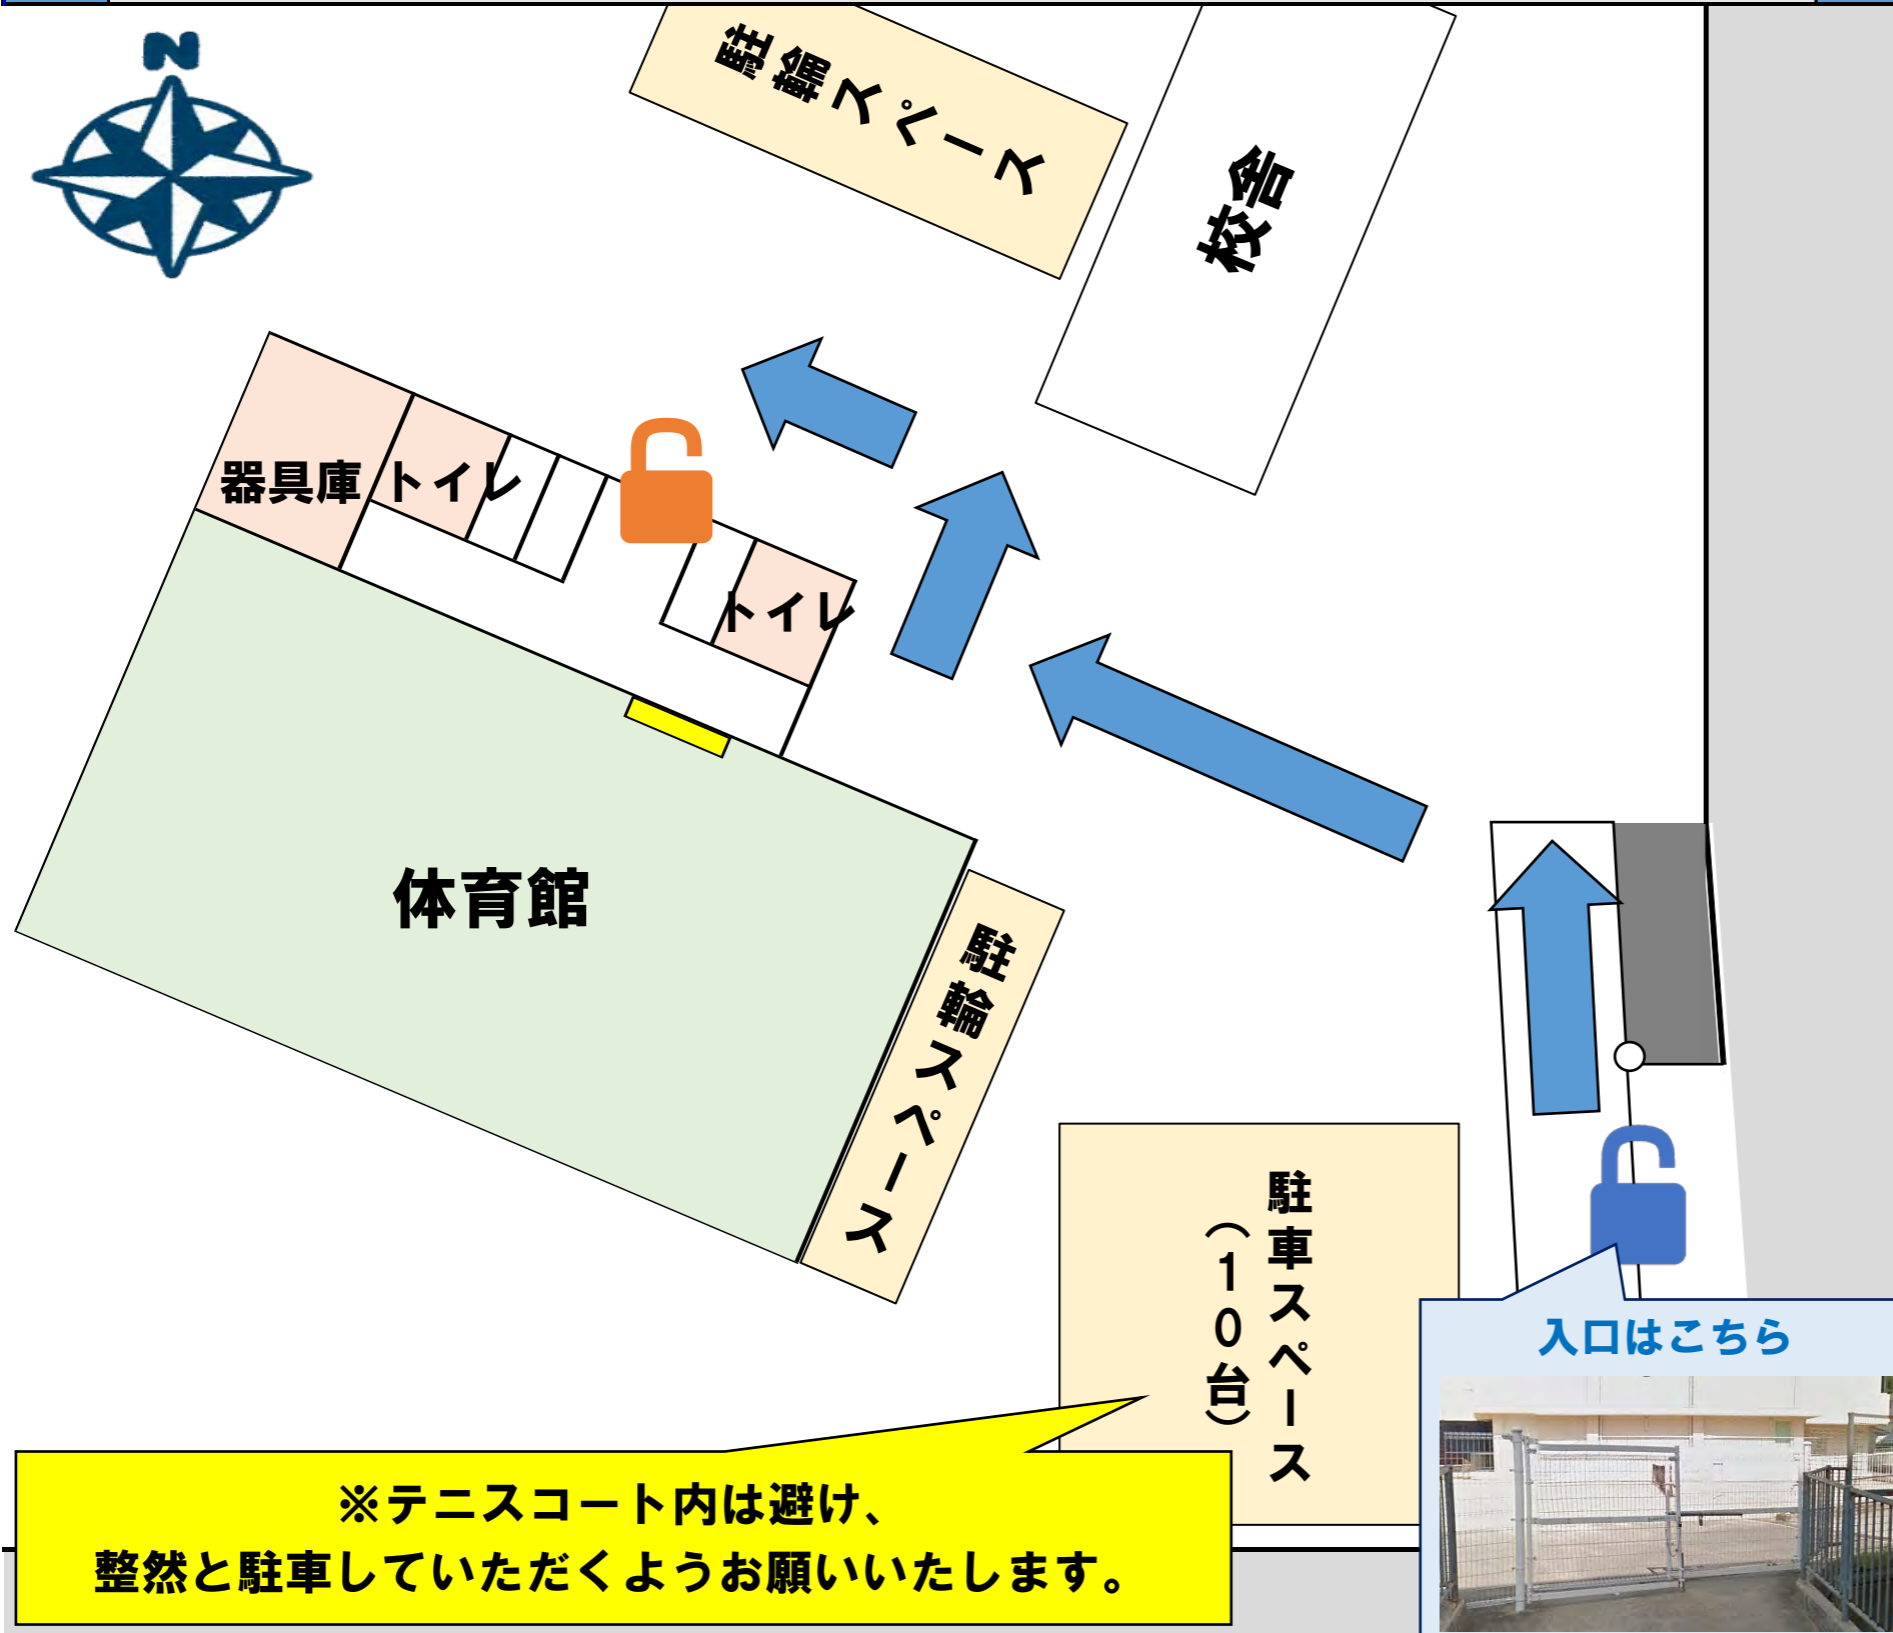 N
駐輪スペース
校舎
器具庫
トイレ
トイレ
体育館
駐輪スペース
駐車スペース
（10台）
入口はこちら
※テニスコート内は避け、
整然と駐車していただくようお願いいたします。